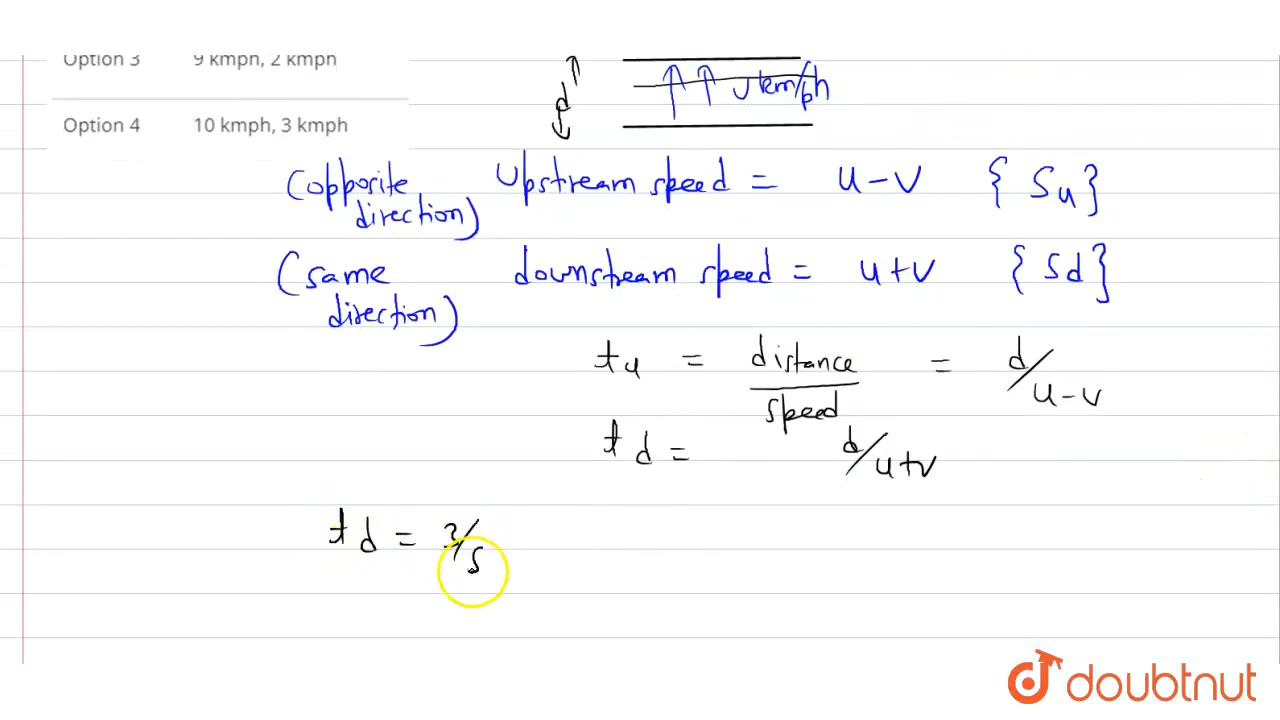 Option 3 9 kmph, 2 kmph
d v km/ph
Option 4 10 kmph, 3 kmph
(opposite direction) Upstream speed = u - v { Su}
(same direction) downstream speed = u+v { Sd}
tu = distance/speed = d/u-v
td = d/u+v
td = 3/5
doubtnut